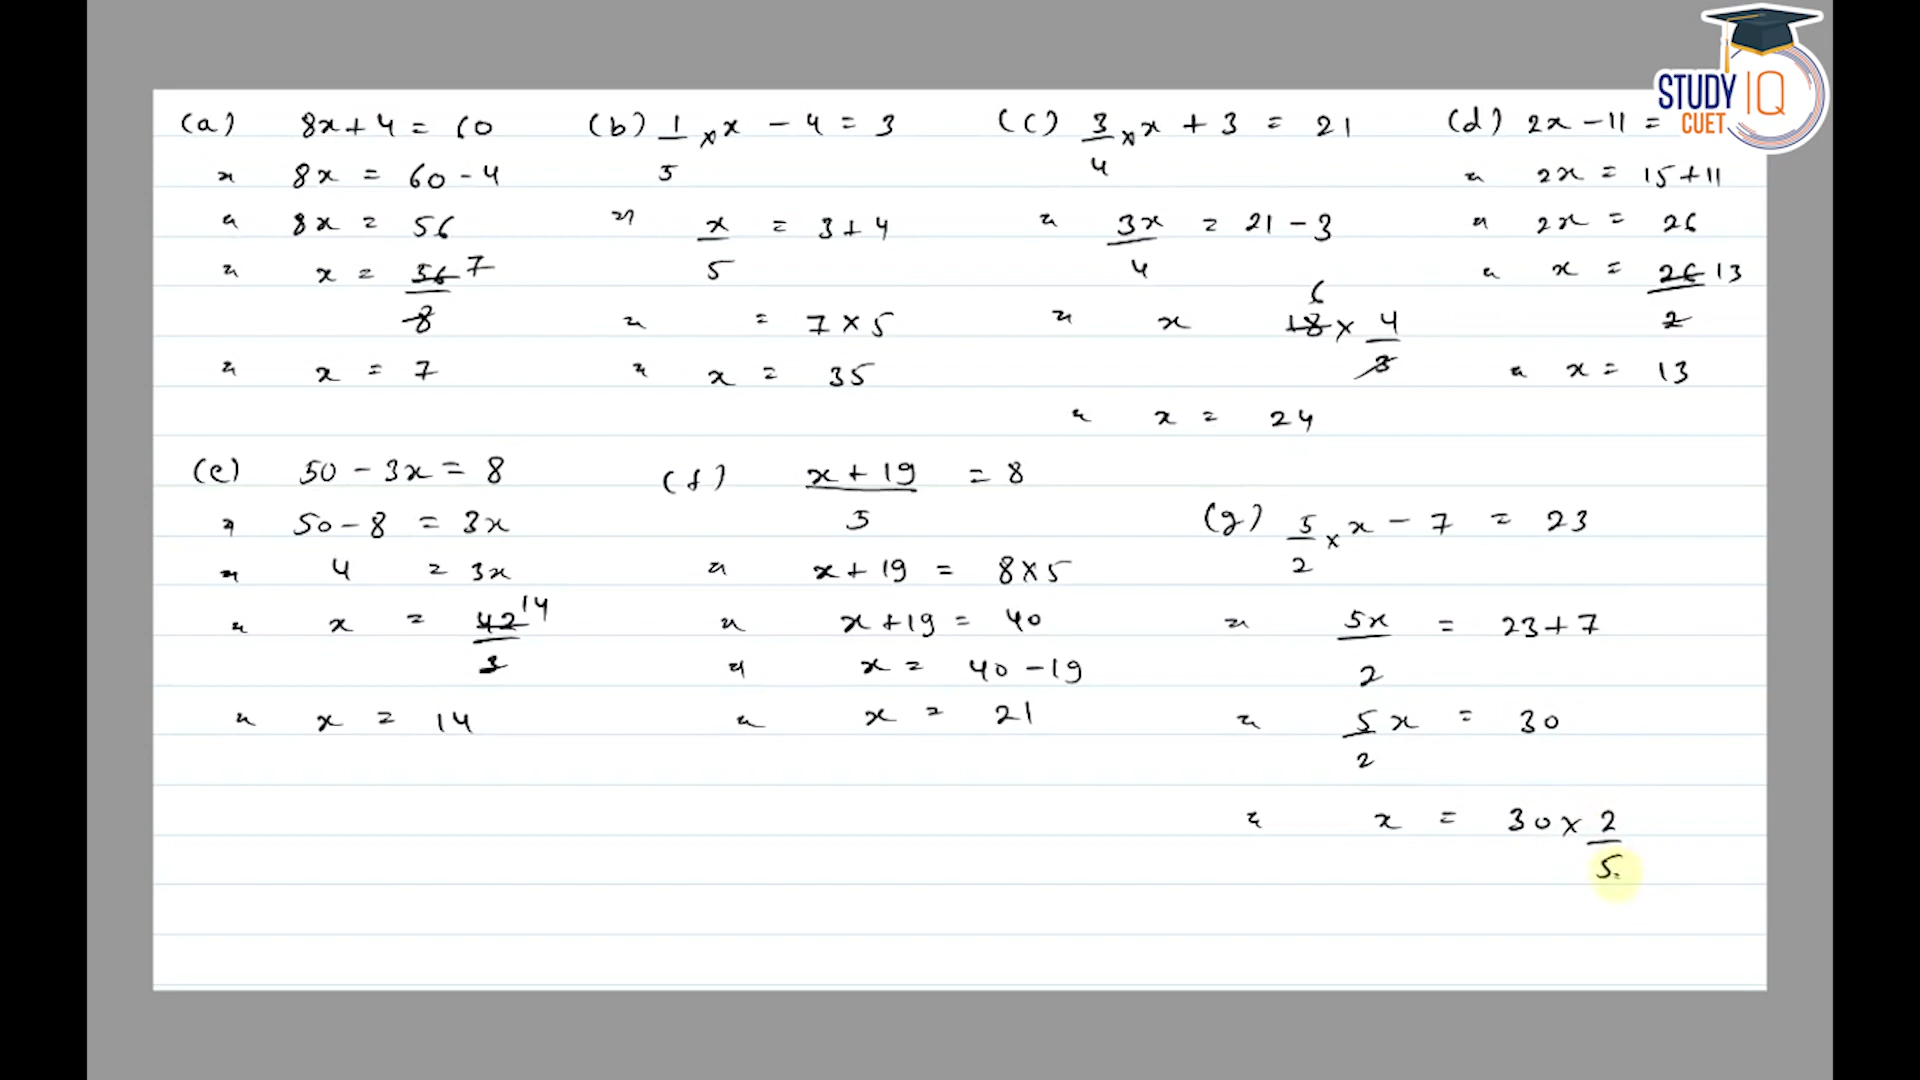 STUDY IQ
CUET
(a) 8x+4 = 60
" 8x = 60-4
" 8x = 56
" x = 56/8 7
" x = 7
(b) 1/5 × x - 4 = 3
" x/5 = 3+4
" = 7×5
" x = 35
(c) 3/4 × x + 3 = 21
" 3x/4 = 21-3
" x 6 18 × 4/3
" x = 24
(d) 2x-11 =
" 2x = 15+11
" 2x = 26
" x = 26/2 13
" x = 13
(e) 50-3x = 8
" 50-8 = 3x
" 4 = 3x
" x = 42/3 14
" x = 14
(f) x+19/5 = 8
" x+19 = 8×5
" x+19 = 40
" x = 40-19
" x = 21
(g) 5/2 × x - 7 = 23
" 5x/2 = 23+7
" 5/2 x = 30
" x = 30 × 2/5